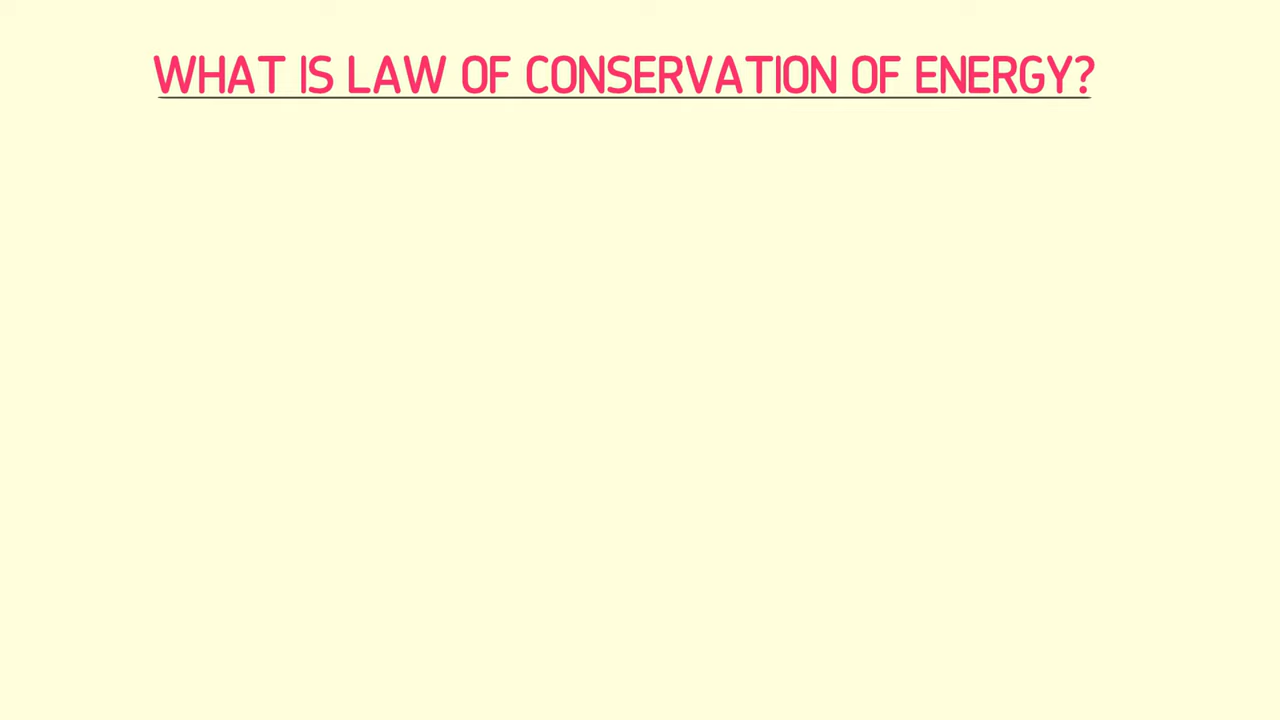 WHAT IS LAW OF CONSERVATION OF ENERGY?